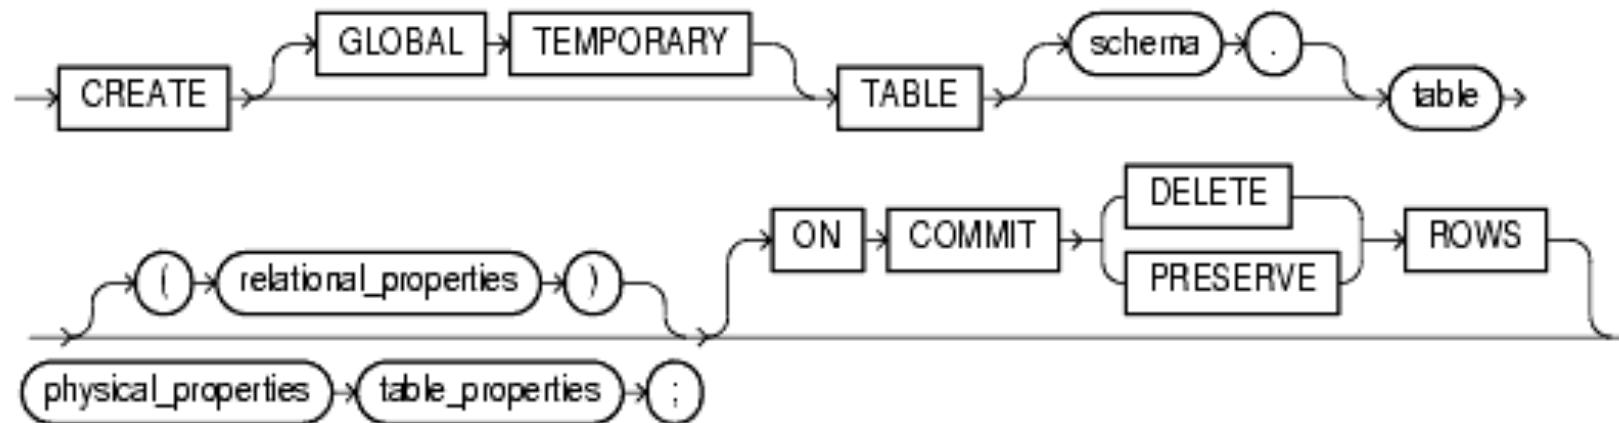 GLOBAL TEMPORARY schema .
CREATE TABLE table
DELETE
ON COMMIT ROWS
PRESERVE
( relational_properties )
physical_properties table_properties ;